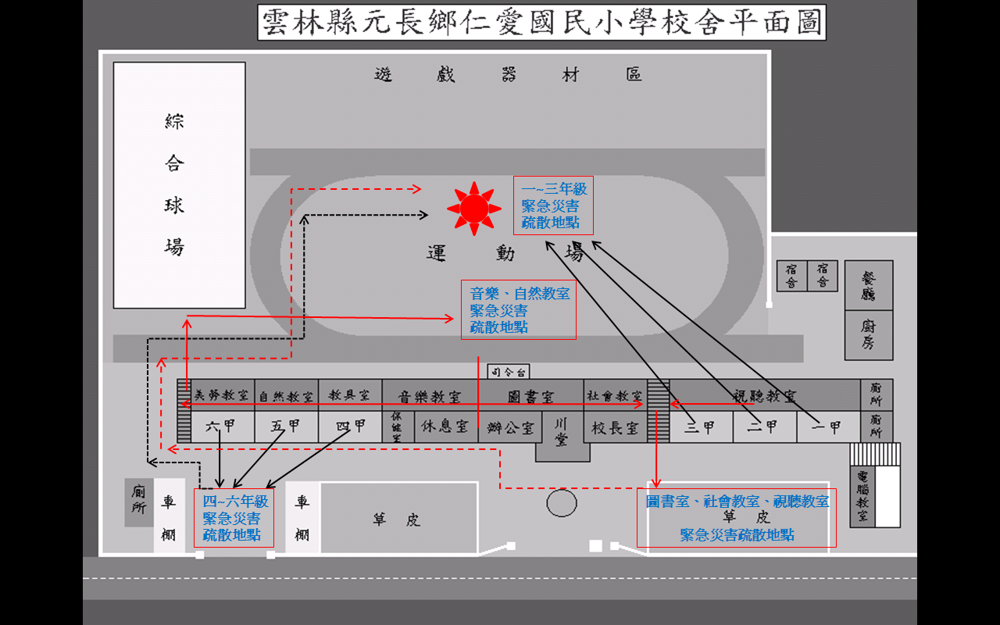 雲林縣元長鄉仁愛國民小學校舍平面圖
遊戲器材區
綜合球場
一~三年級
緊急災害
疏散地點
運動場
宿舍
宿舍
餐廳
廚房
音樂、自然教室
緊急災害
疏散地點
司令台
美勞教室
自然教室
教具室
音樂教室
圖書室
社會教室
視聽教室
廁所
六甲
五甲
四甲
保健室
休息室
辦公室
川堂
校長室
三甲
二甲
一甲
廁所
電腦教室
廁所
車棚
四~六年級
緊急災害
疏散地點
車棚
草皮
圖書室、社會教室、視聽教室
草皮
緊急災害疏散地點